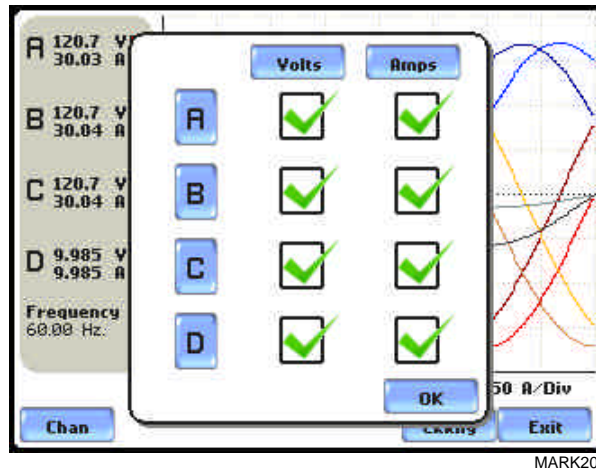 A 120.7 V
30.03 A
B 120.7 V
30.04 A
C 120.7 V
30.04 A
D 9.985 V
9.985 A
Frequency
60.00 Hz.
Volts Amps
A
B
C
D
OK
50 A/Div
Chan Exit
MARK20